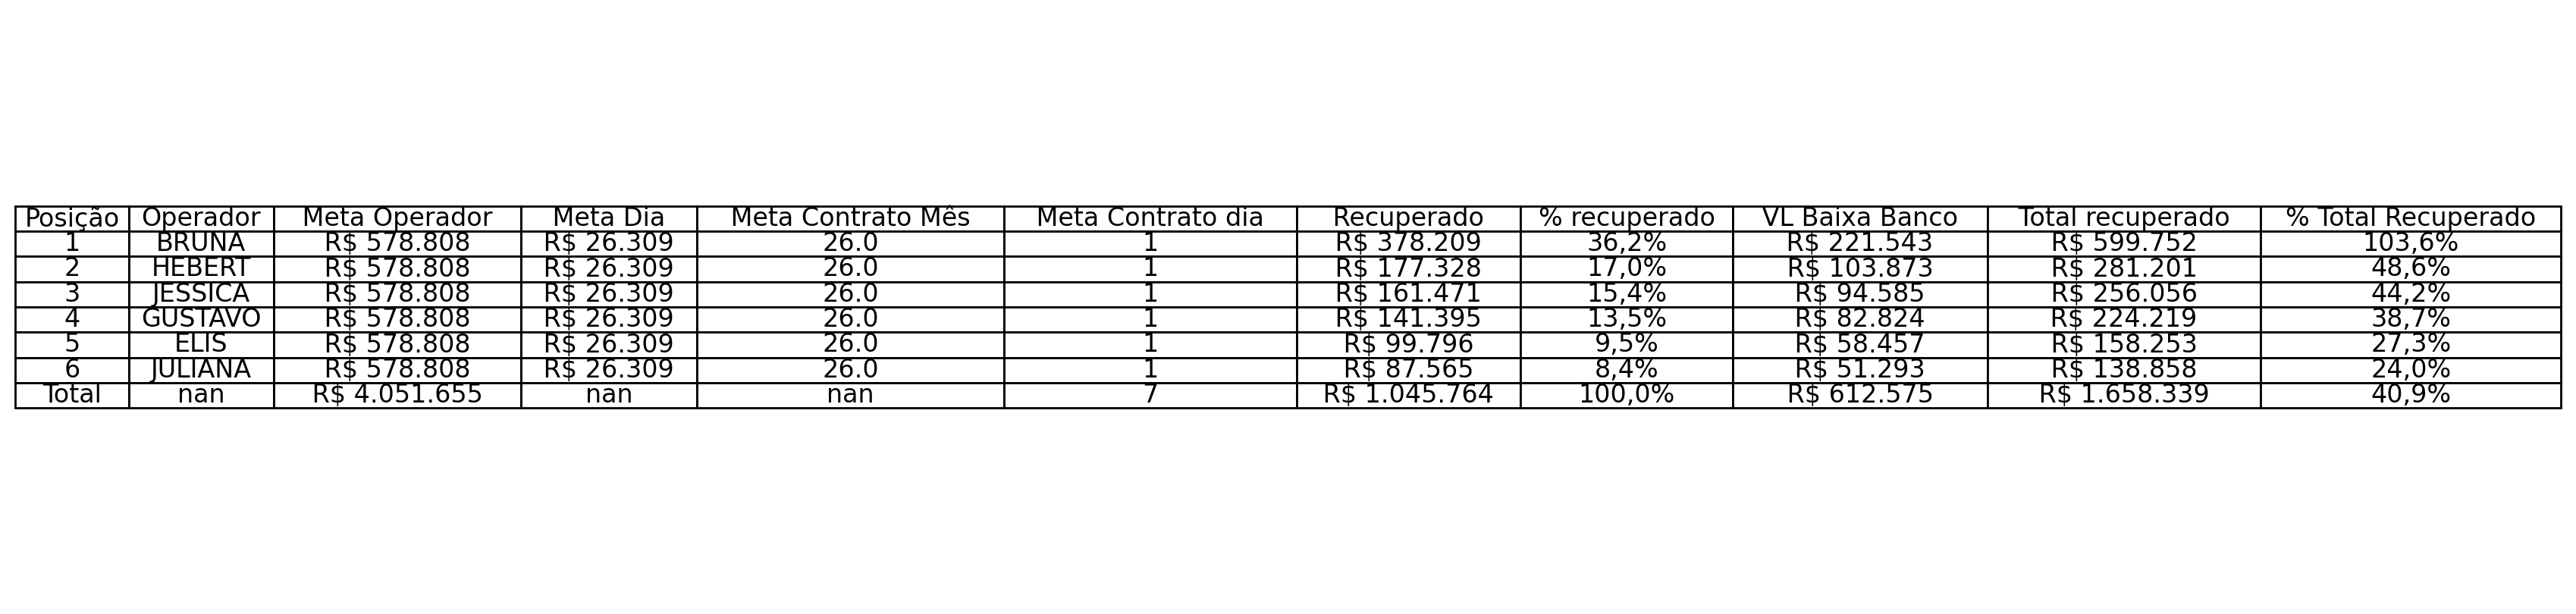 Posição Operador Meta Operador Meta Dia Meta Contrato Mês Meta Contrato dia Recuperado % recuperado VL Baixa Banco Total recuperado % Total Recuperado
1 BRUNA R$ 578.808 R$ 26.309 26.0 1 R$ 378.209 36,2% R$ 221.543 R$ 599.752 103,6%
2 HEBERT R$ 578.808 R$ 26.309 26.0 1 R$ 177.328 17,0% R$ 103.873 R$ 281.201 48,6%
3 JESSICA R$ 578.808 R$ 26.309 26.0 1 R$ 161.471 15,4% R$ 94.585 R$ 256.056 44,2%
4 GUSTAVO R$ 578.808 R$ 26.309 26.0 1 R$ 141.395 13,5% R$ 82.824 R$ 224.219 38,7%
5 ELIS R$ 578.808 R$ 26.309 26.0 1 R$ 99.796 9,5% R$ 58.457 R$ 158.253 27,3%
6 JULIANA R$ 578.808 R$ 26.309 26.0 1 R$ 87.565 8,4% R$ 51.293 R$ 138.858 24,0%
Total nan R$ 4.051.655 nan nan 7 R$ 1.045.764 100,0% R$ 612.575 R$ 1.658.339 40,9%